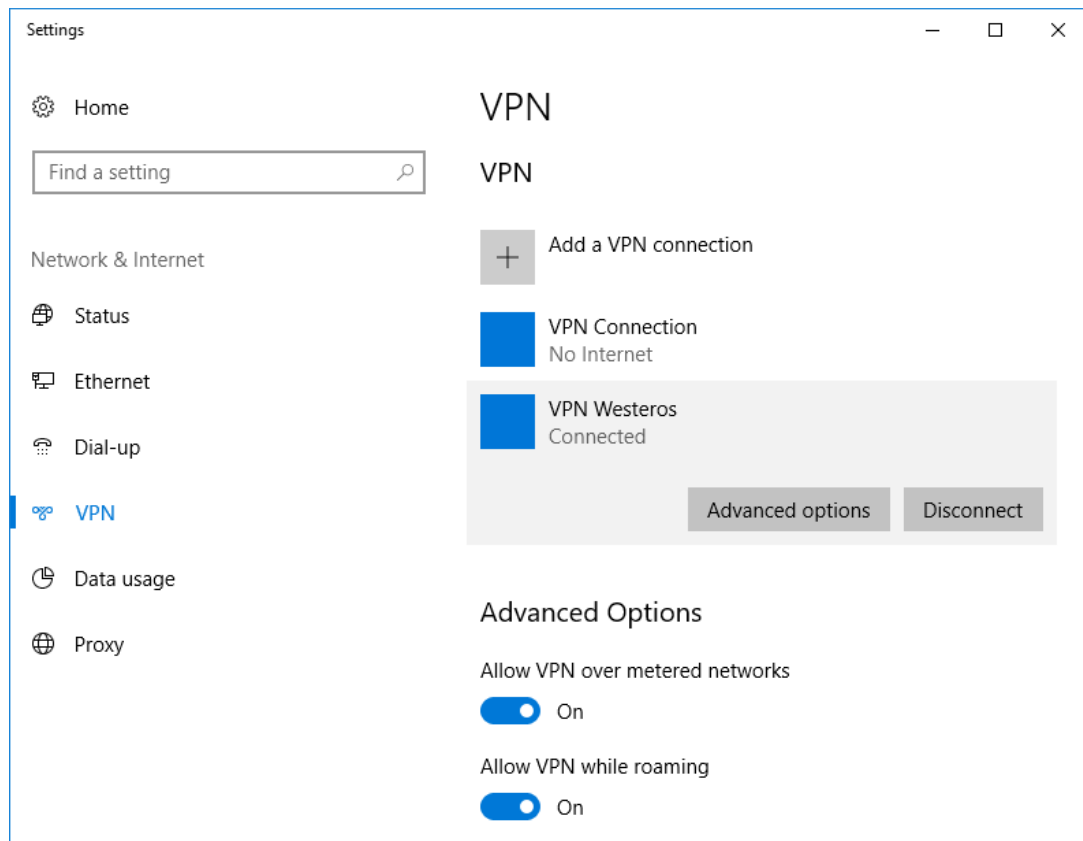 Settings
Home
Find a setting
Network & Internet
Status
Ethernet
Dial-up
VPN
Data usage
Proxy
VPN
VPN
Add a VPN connection
VPN Connection
No Internet
VPN Westeros
Connected
Advanced options
Disconnect
Advanced Options
Allow VPN over metered networks
On
Allow VPN while roaming
On